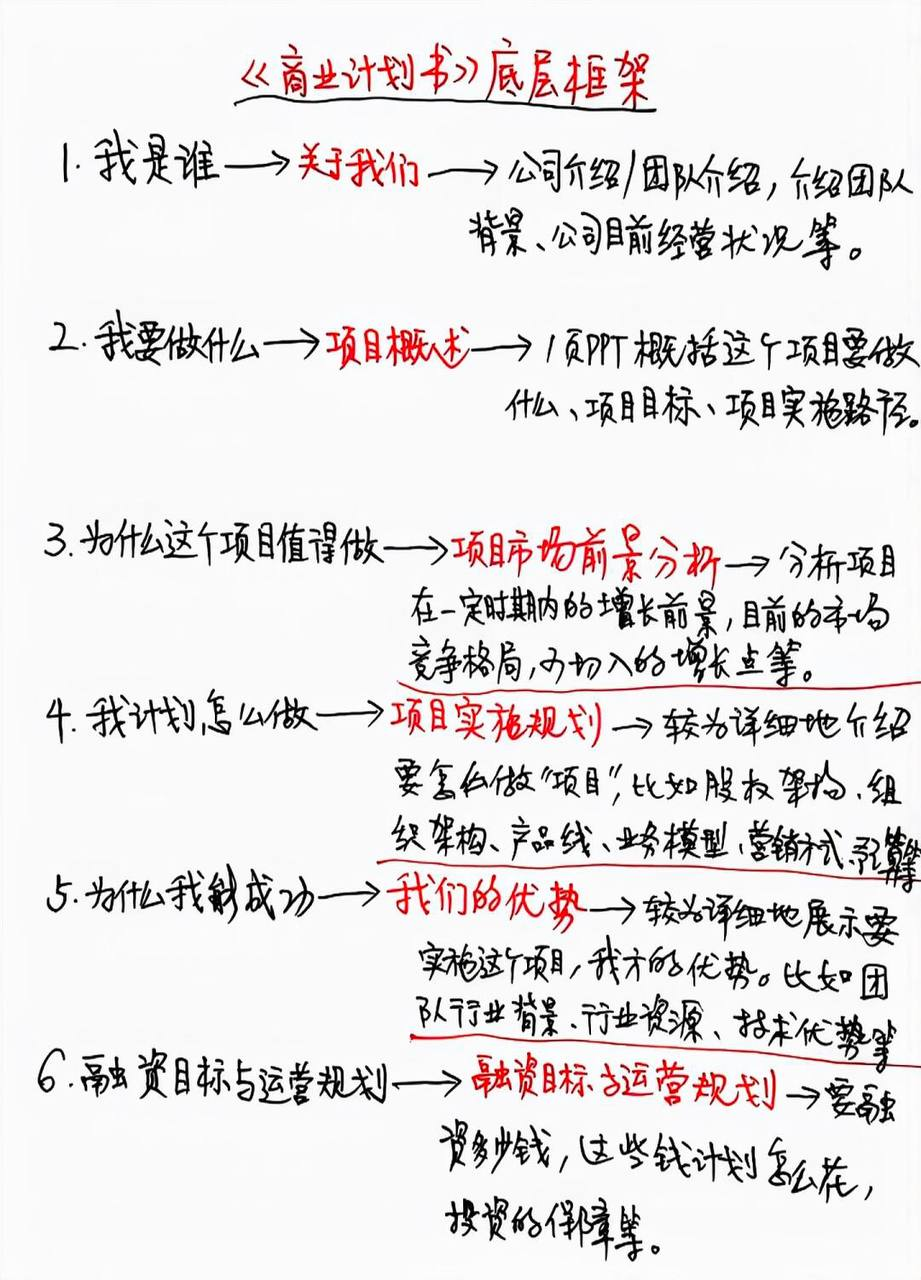 《商业计划书》底层框架
1. 我是谁→关于我们→公司介绍/团队介绍，介绍团队
背景、公司目前经营状况等。
2. 我要做什么→项目概述→1页PPT概括这个项目要做
什么、项目目标、项目实施路径。
3. 为什么这个项目值得做→项目市场前景分析→分析项目
在一定时期内的增长前景，目前的市场
竞争格局，可切入的增长点等。
4. 我计划怎么做→项目实施规划→较为详细地介绍
要怎么做“项目”，比如股权架构、组
织架构、产品线、业务模型、营销方式、预算等
5. 为什么我能成功→我们的优势→较为详细地展示要
实施这个项目，我方的优势。比如团
队行业背景、行业资源、技术优势等
6. 融资目标与运营规划→融资目标与运营规划→要融
资多少钱，这些钱计划怎么花，
投资的保障等。